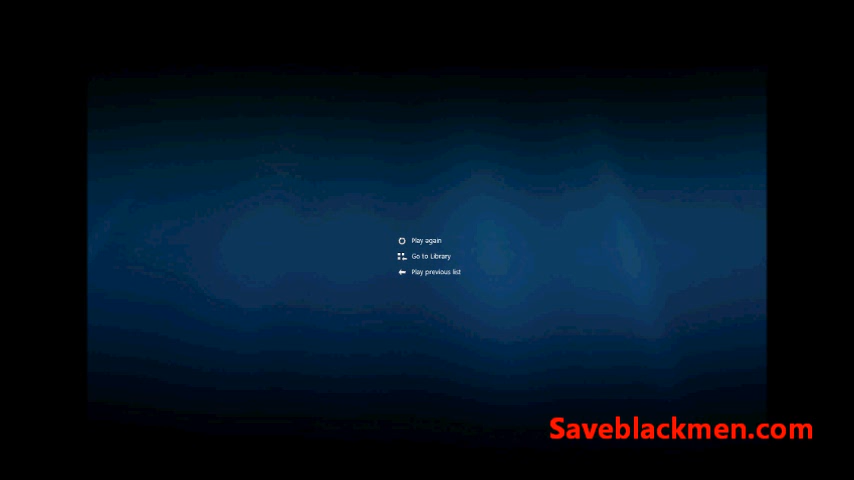 Play again
Go to Library
Play previous list
Saveblackmen.com